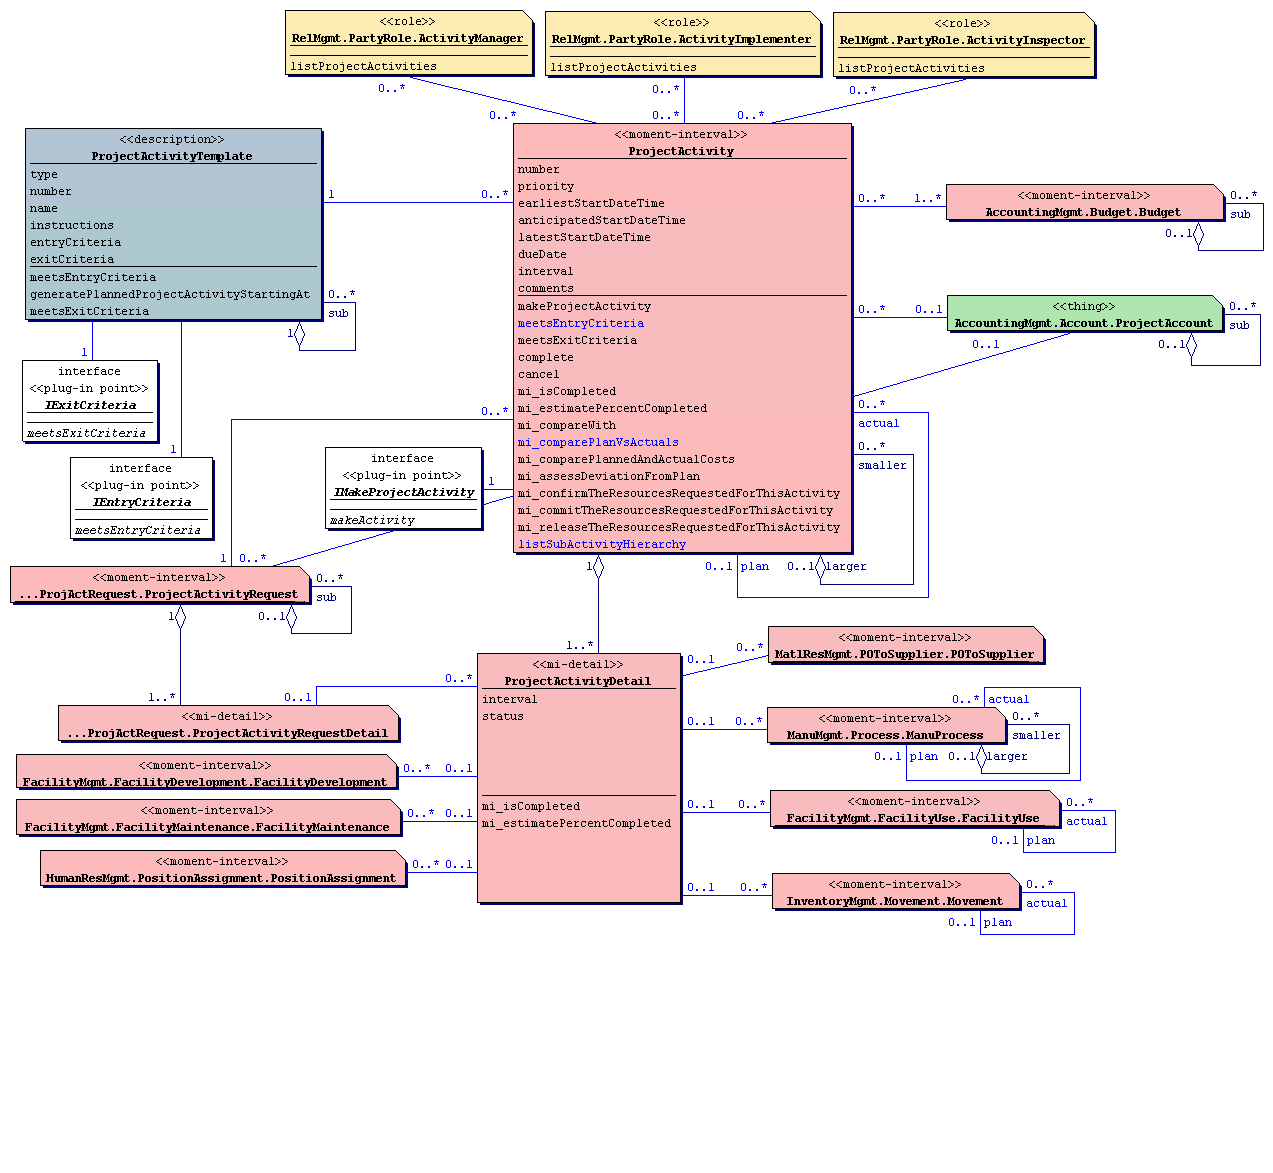 <<role>>
RelMgmt.PartyRole.ActivityManager
listProjectActivities
<<role>>
RelMgmt.PartyRole.ActivityImplementer
listProjectActivities
<<role>>
RelMgmt.PartyRole.ActivityInspector
listProjectActivities
0..*
0..*
0..*
0..*
0..*
0..*
<<description>>
ProjectActivityTemplate
type
number
name
instructions
entryCriteria
exitCriteria
meetsEntryCriteria
generatePlannedProjectActivityStartingAt
meetsExitCriteria
1
0..*
0..*
sub
1
1
interface
<<plug-in point>>
IExitCriteria
meetsExitCriteria
1
interface
<<plug-in point>>
IEntryCriteria
meetsEntryCriteria
<<moment-interval>>
ProjectActivity
number
priority
earliestStartDateTime
anticipatedStartDateTime
latestStartDateTime
dueDate
interval
comments
makeProjectActivity
meetsEntryCriteria
meetsExitCriteria
complete
cancel
mi_isCompleted
mi_estimatePercentCompleted
mi_compareWith
mi_comparePlanVsActuals
mi_comparePlannedAndActualCosts
mi_assessDeviationFromPlan
mi_confirmTheResourcesRequestedForThisActivity
mi_commitTheResourcesRequestedForThisActivity
mi_releaseTheResourcesRequestedForThisActivity
listSubActivityHierarchy
0..*
1..*
<<moment-interval>>
AccountingMgmt.Budget.Budget
0..*
sub
0..1
0..*
0..1
<<thing>>
AccountingMgmt.Account.ProjectAccount
0..*
sub
0..1
0..1
0..*
actual
0..*
smaller
0..1
plan
0..1
larger
0..*
interface
<<plug-in point>>
IMakeProjectActivity
makeActivity
1
1
0..*
<<moment-interval>>
...ProjActRequest.ProjectActivityRequest
0..*
sub
0..1
1
1..*
<<mi-detail>>
...ProjActRequest.ProjectActivityRequestDetail
0..1
0..*
1
1..*
<<mi-detail>>
ProjectActivityDetail
interval
status
mi_isCompleted
mi_estimatePercentCompleted
<<moment-interval>>
FacilityMgmt.FacilityDevelopment.FacilityDevelopment
0..*
0..1
<<moment-interval>>
FacilityMgmt.FacilityMaintenance.FacilityMaintenance
0..*
0..1
<<moment-interval>>
HumanResMgmt.PositionAssignment.PositionAssignment
0..*
0..1
0..1
0..*
<<moment-interval>>
MatlResMgmt.POToSupplier.POToSupplier
0..1
0..*
<<moment-interval>>
ManuMgmt.Process.ManuProcess
0..*
actual
0..*
smaller
0..1
plan
0..1
larger
0..1
0..*
<<moment-interval>>
FacilityMgmt.FacilityUse.FacilityUse
0..*
actual
0..1
plan
0..1
0..*
<<moment-interval>>
InventoryMgmt.Movement.Movement
0..*
actual
0..1
plan